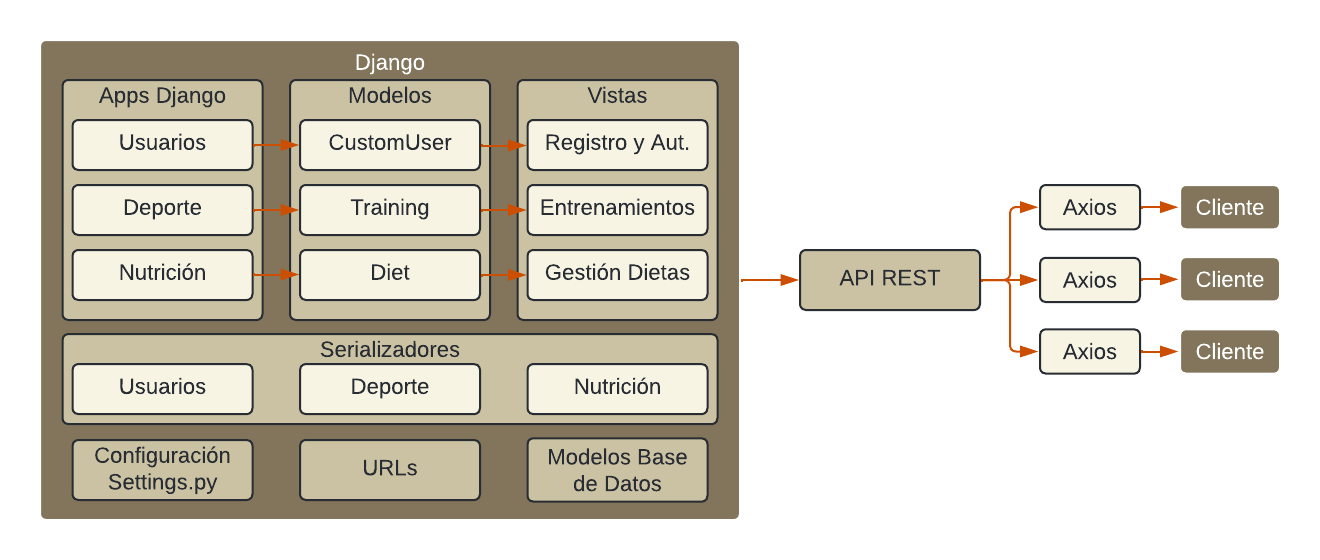 Django
Apps Django
Usuarios
Deporte
Nutrición
Modelos
CustomUser
Training
Diet
Vistas
Registro y Aut.
Entrenamientos
Gestión Dietas
Serializadores
Usuarios
Deporte
Nutrición
Configuración
Settings.py
URLs
Modelos Base
de Datos
API REST
Axios
Cliente
Axios
Cliente
Axios
Cliente